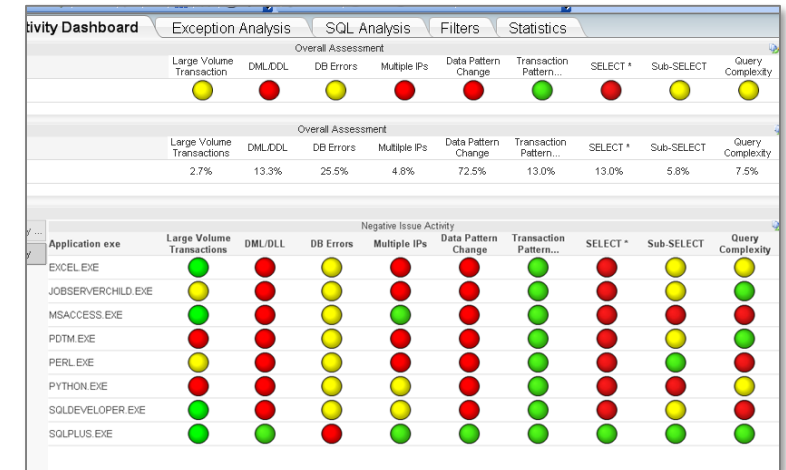 tivity Dashboard Exception Analysis SQL Analysis Filters Statistics
Overall Assessment
Large Volume Transaction DML/DDL DB Errors Multiple IPs Data Pattern Change Transaction Pattern... SELECT * Sub-SELECT Query Complexity
Overall Assessment
Large Volume Transactions DML/DDL DB Errors Multilple IPs Data Pattern Change Transaction Pattern... SELECT * Sub-SELECT Query Complexity
2.7% 13.3% 25.5% 4.8% 72.5% 13.0% 13.0% 5.8% 7.5%
Negative Issue Activity
y ...
y
Application exe Large Volume Transactions DML/DLL DB Errors Multiple IPs Data Pattern Change Transaction Pattern... SELECT * Sub-SELECT Query Complexity
EXCEL.EXE
JOBSERVERCHILD.EXE
MSACCESS.EXE
PDTM.EXE
PERL.EXE
PYTHON.EXE
SQLDEVELOPER.EXE
SQLPLUS.EXE